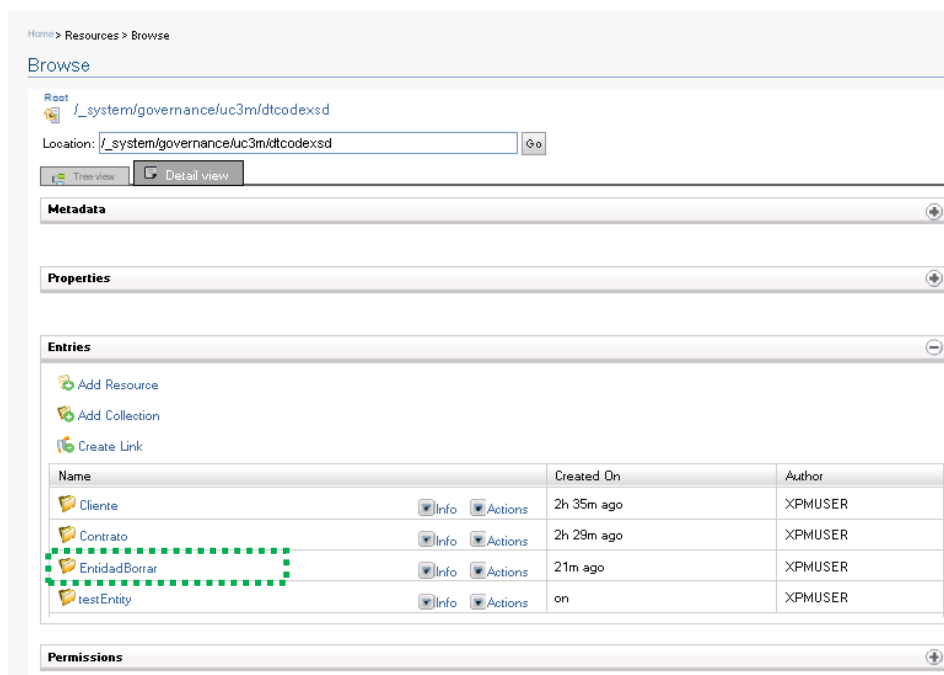 Home > Resources > Browse
Browse
Root
/_system/governance/uc3m/dtcodexsd
Location: /_system/governance/uc3m/dtcodexsd Go
Tree view Detail view
Metadata
Properties
Entries
Add Resource
Add Collection
Create Link
Name Created On Author
Cliente Info Actions 2h 35m ago XPMUSER
Contrato Info Actions 2h 29m ago XPMUSER
EntidadBorrar Info Actions 21m ago XPMUSER
testEntity Info Actions on XPMUSER
Permissions